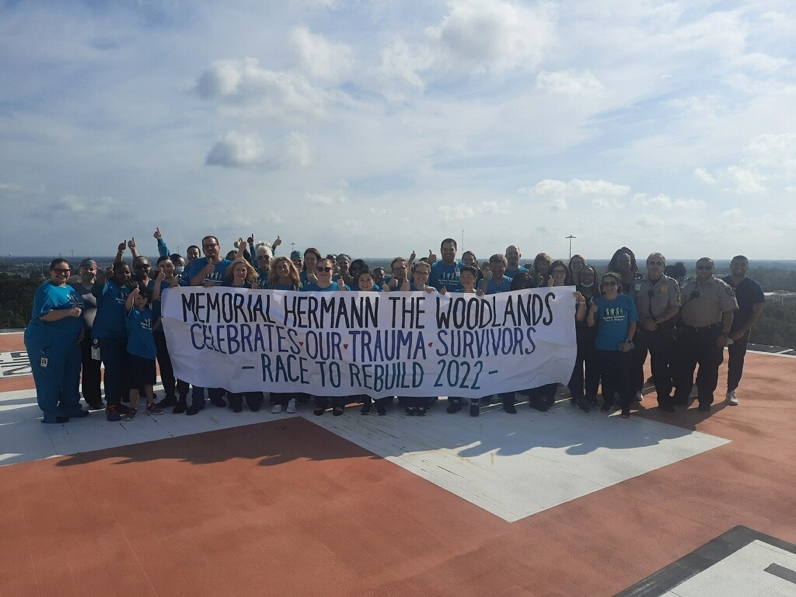 MEMORIAL HERMANN THE WOODLANDS
CELEBRATES OUR TRAUMA SURVIVORS
- RACE TO REBUILD 2022 -